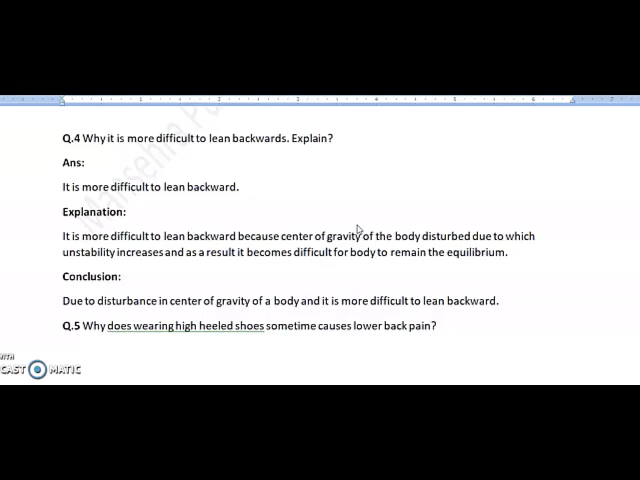 Q.4 Why it is more difficult to lean backwards. Explain?
Ans:
It is more difficult to lean backward.
Explanation:
It is more difficult to lean backward because center of gravity of the body disturbed due to which
unstability increases and as a result it becomes difficult for body to remain the equilibrium.
Conclusion:
Due to disturbance in center of gravity of a body and it is more difficult to lean backward.
Q.5 Why does wearing high heeled shoes sometime causes lower back pain?
WITH
CAST MATIC